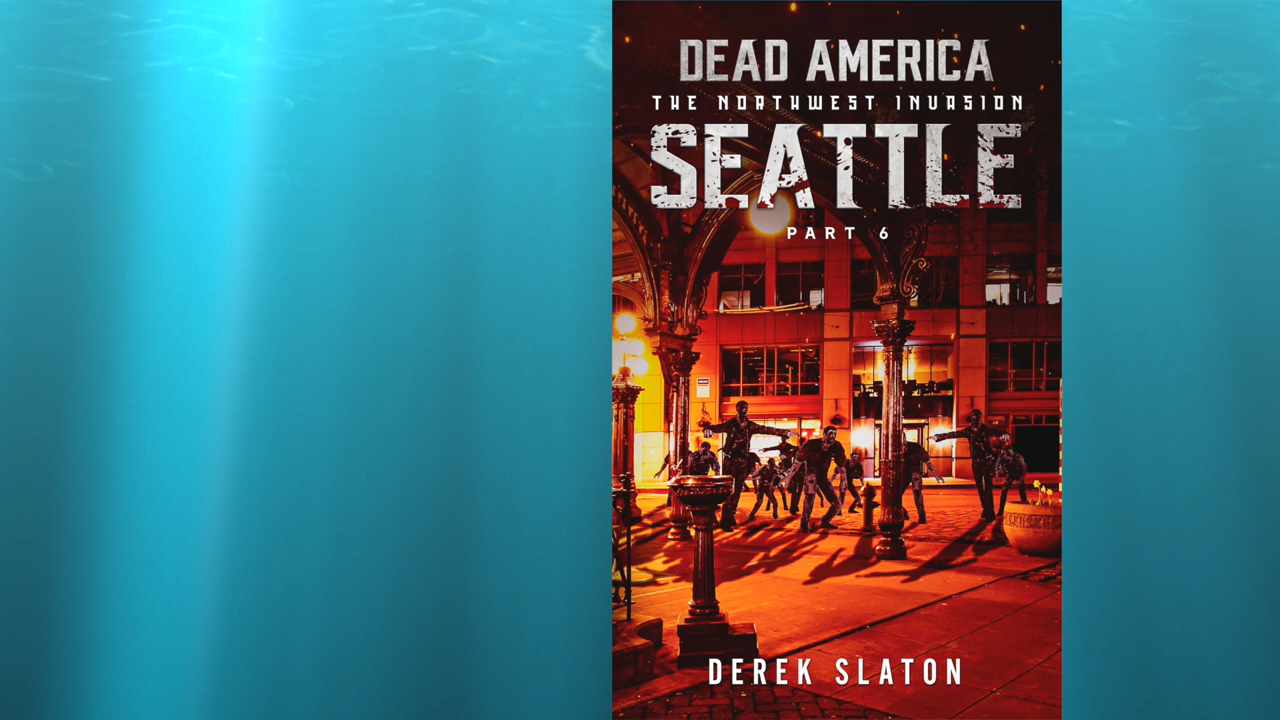 DEAD AMERICA
THE NORTHWEST INVASION
SEATTLE
PART 6
DEREK SLATON